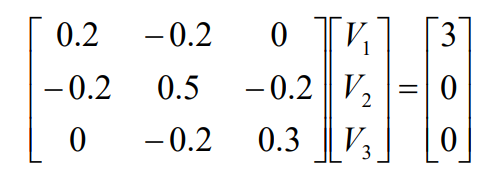 0.2 −0.2 0 V₁ 3
−0.2 0.5 −0.2 V₂ = 0
0 −0.2 0.3 V₃ 0